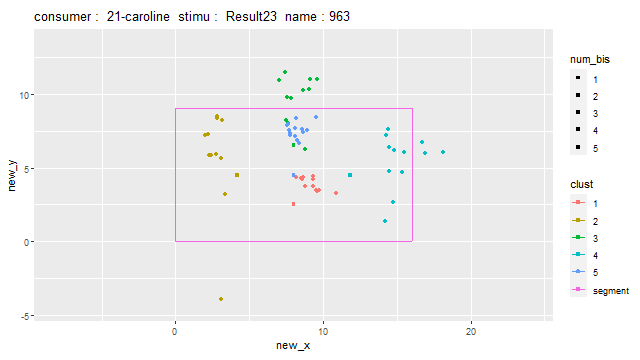 consumer :  21-caroline  stimu :  Result23  name : 963
new_y
10
5
0
-5
0
10
20
new_x
num_bis
1
2
3
4
5
clust
1
2
3
4
5
segment